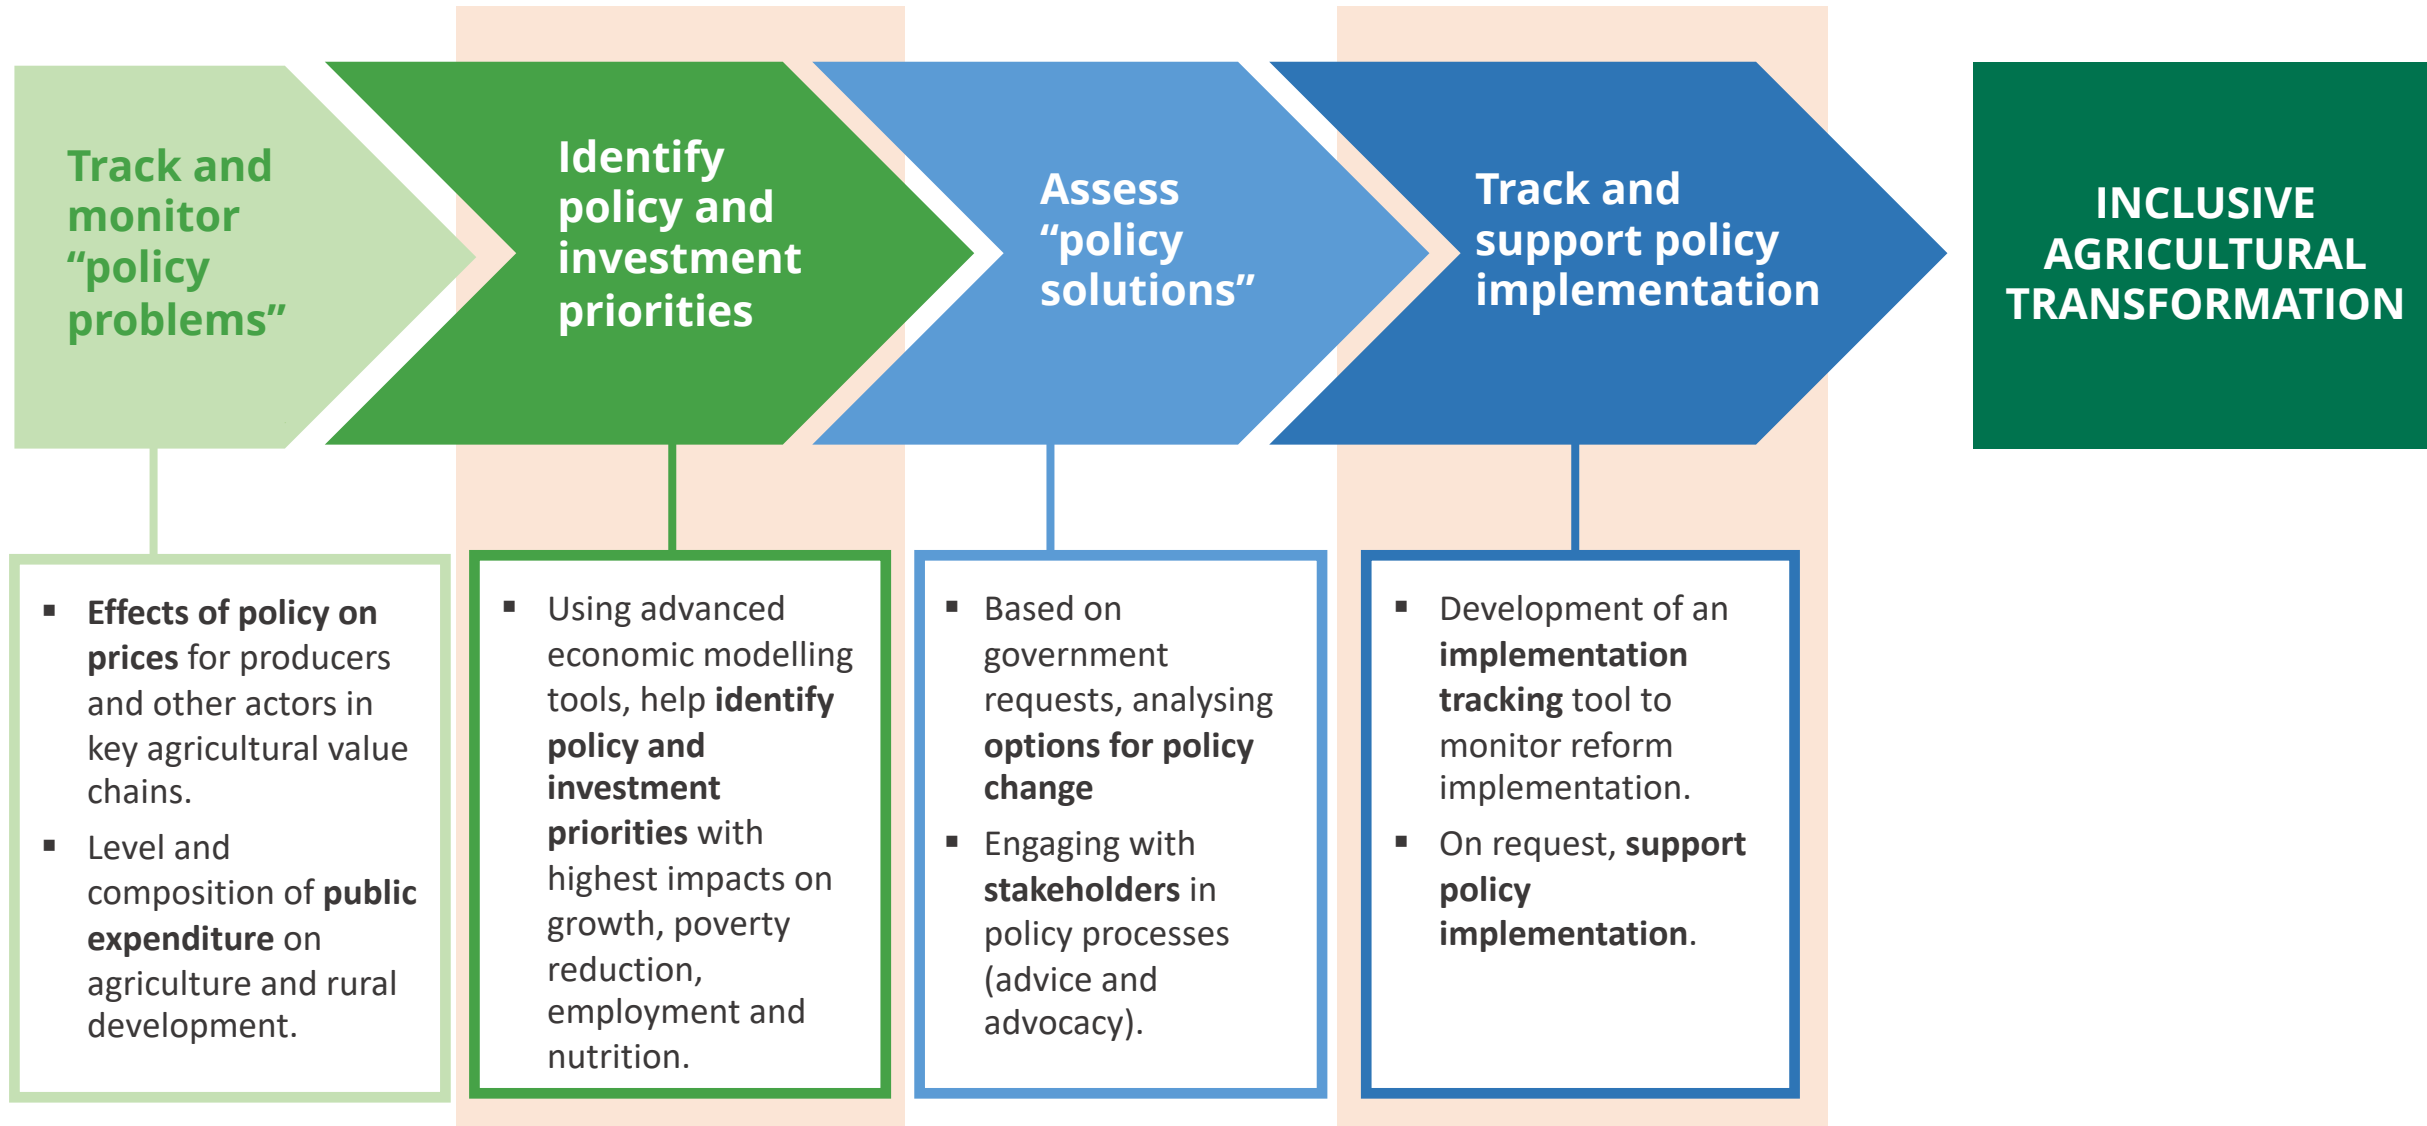 Track and
monitor
“policy
problems”
Identify
policy and
investment
priorities
Assess
“policy
solutions”
Track and
support policy
implementation
INCLUSIVE
AGRICULTURAL
TRANSFORMATION
▪ Effects of policy on
prices for producers
and other actors in
key agricultural value
chains.
▪ Level and
composition of public
expenditure on
agriculture and rural
development.
▪ Using advanced
economic modelling
tools, help identify
policy and
investment
priorities with
highest impacts on
growth, poverty
reduction,
employment and
nutrition.
▪ Based on
government
requests, analysing
options for policy
change
▪ Engaging with
stakeholders in
policy processes
(advice and
advocacy).
▪ Development of an
implementation
tracking tool to
monitor reform
implementation.
▪ On request, support
policy
implementation.